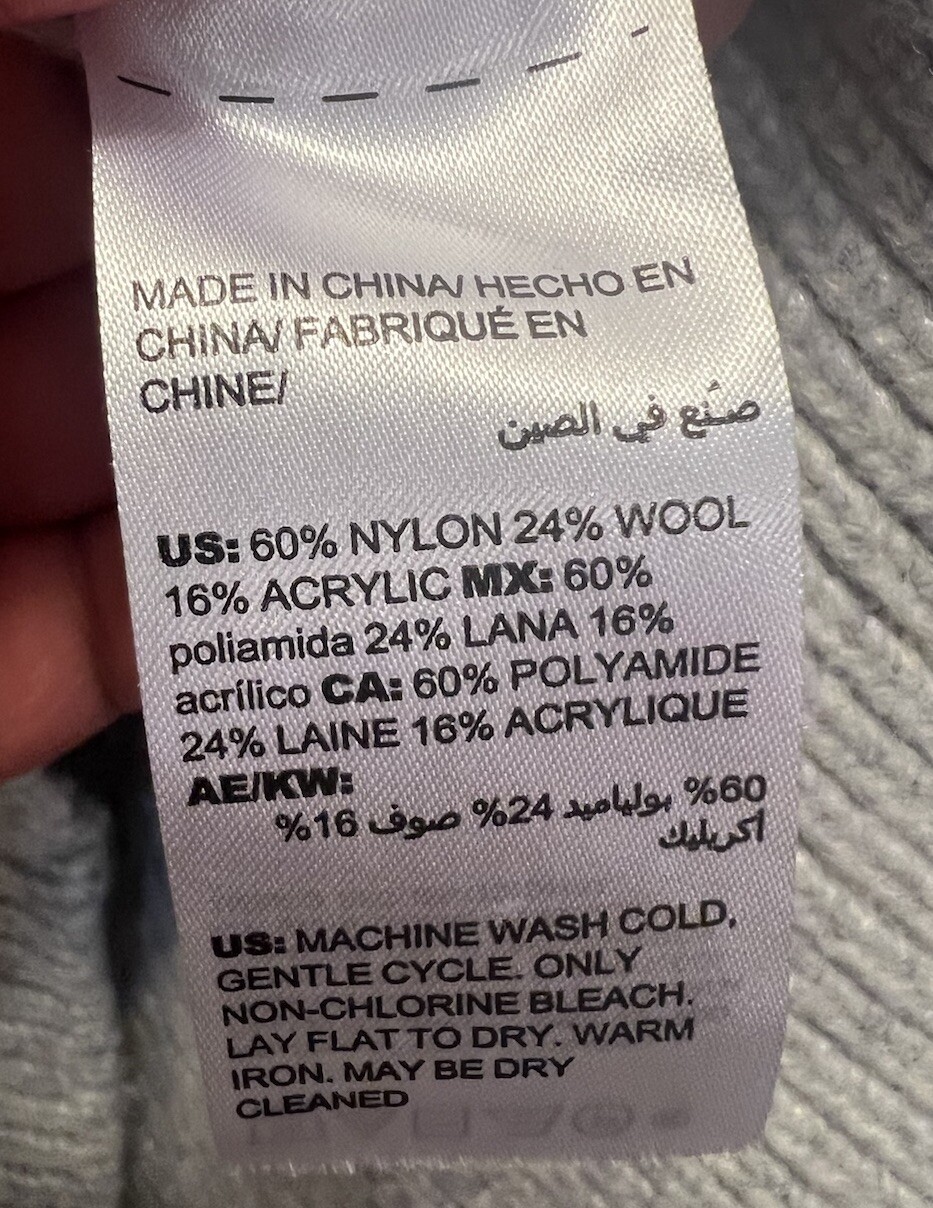 MADE IN CHINA/ HECHO EN
CHINA/ FABRIQUÉ EN
CHINE/
صُنع في الصين
US: 60% NYLON 24% WOOL
16% ACRYLIC MX: 60%
poliamida 24% LANA 16%
acrílico CA: 60% POLYAMIDE
24% LAINE 16% ACRYLIQUE
AE/KW:
60% بولياميد 24% صوف 16%
أكريليك
US: MACHINE WASH COLD,
GENTLE CYCLE. ONLY
NON-CHLORINE BLEACH.
LAY FLAT TO DRY. WARM
IRON. MAY BE DRY
CLEANED